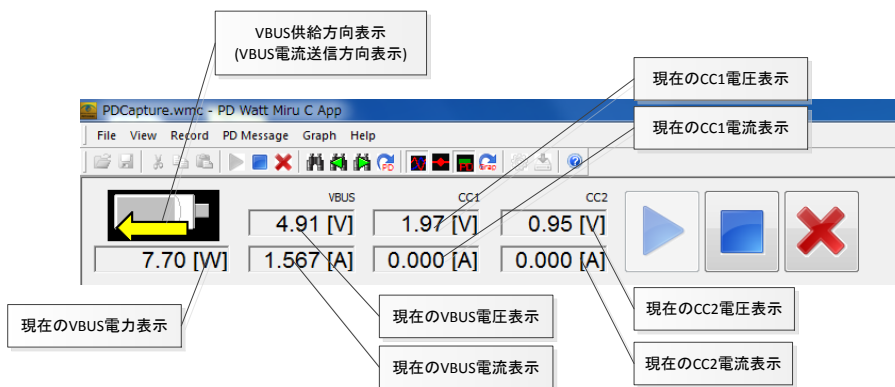 VBUS供給方向表示
(VBUS電流送信方向表示)
現在のCC1電圧表示
現在のCC1電流表示
PDCapture.wmc - PD Watt Miru C App
File View Record PD Message Graph Help
PD Grap
VBUS CC1 CC2
4.91 [V] 1.97 [V] 0.95 [V]
7.70 [W] 1.567 [A] 0.000 [A] 0.000 [A]
現在のVBUS電力表示
現在のVBUS電圧表示
現在のCC2電圧表示
現在のVBUS電流表示
現在のCC2電流表示